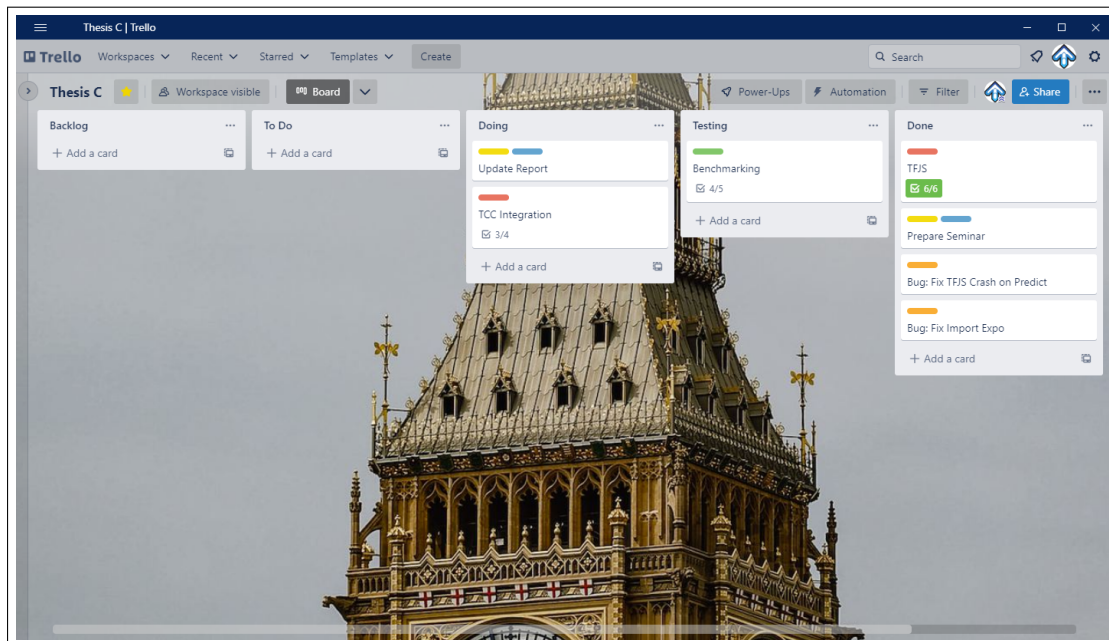 Thesis C | Trello
Trello Workspaces Recent Starred Templates Create Search
Thesis C Workspace visible Board Power-Ups Automation Filter Share
Backlog
+ Add a card
To Do
+ Add a card
Doing
Update Report
TCC Integration
3/4
+ Add a card
Testing
Benchmarking
4/5
+ Add a card
Done
TFJS
6/6
Prepare Seminar
Bug: Fix TFJS Crash on Predict
Bug: Fix Import Expo
+ Add a card